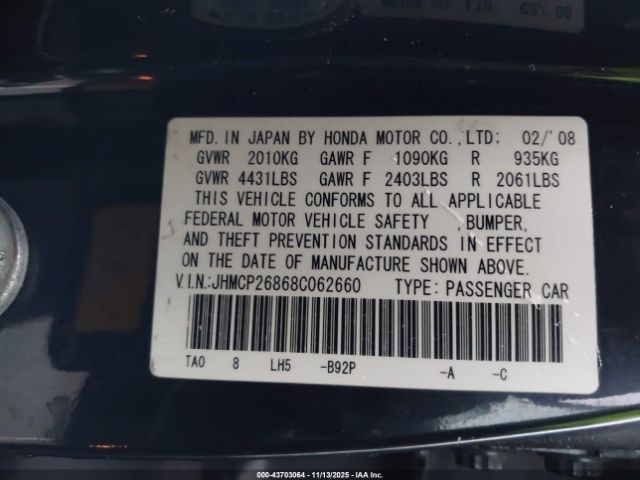 MFD. IN JAPAN BY HONDA MOTOR CO., LTD: 02/'08
GVWR 2010KG GAWR F 1090KG R 935KG
GVWR 4431LBS GAWR F 2403LBS R 2061LBS
THIS VEHICLE CONFORMS TO ALL APPLICABLE
FEDERAL MOTOR VEHICLE SAFETY , BUMPER,
AND THEFT PREVENTION STANDARDS IN EFFECT
ON THE DATE OF MANUFACTURE SHOWN ABOVE.
V.I.N.:JHMCP26868C062660 TYPE: PASSENGER CAR
TA0 8 LH5 -B92P -A -C
000-43703064 | 11/13/2025 - IAAI.COM